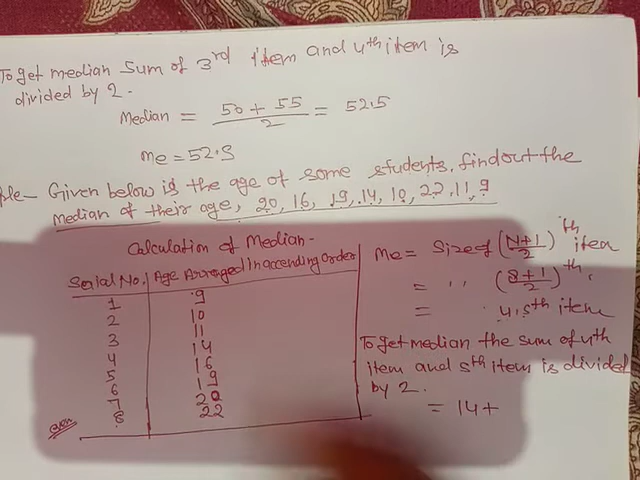 To get median sum of 3rd item and 4th item is
divided by 2.
Median = 50 + 55 / 2 = 52.5
Me = 52.5
ple- Given below is the age of some students, find out the
median of their age, 20, 16, 19, 14, 10, 22, 11, 9
Calculation of Median-
Serial No. Age Arranged In accending Order
1 9
2 10
3 11
4 14
5 16
6 19
7 20
8 22
even
Me = Size of (N+1/2)th item
= ,, (8+1/2)th,
= 4.5th item
To get median the sum of 4th
item and 5th item is divided
by 2.
= 14+